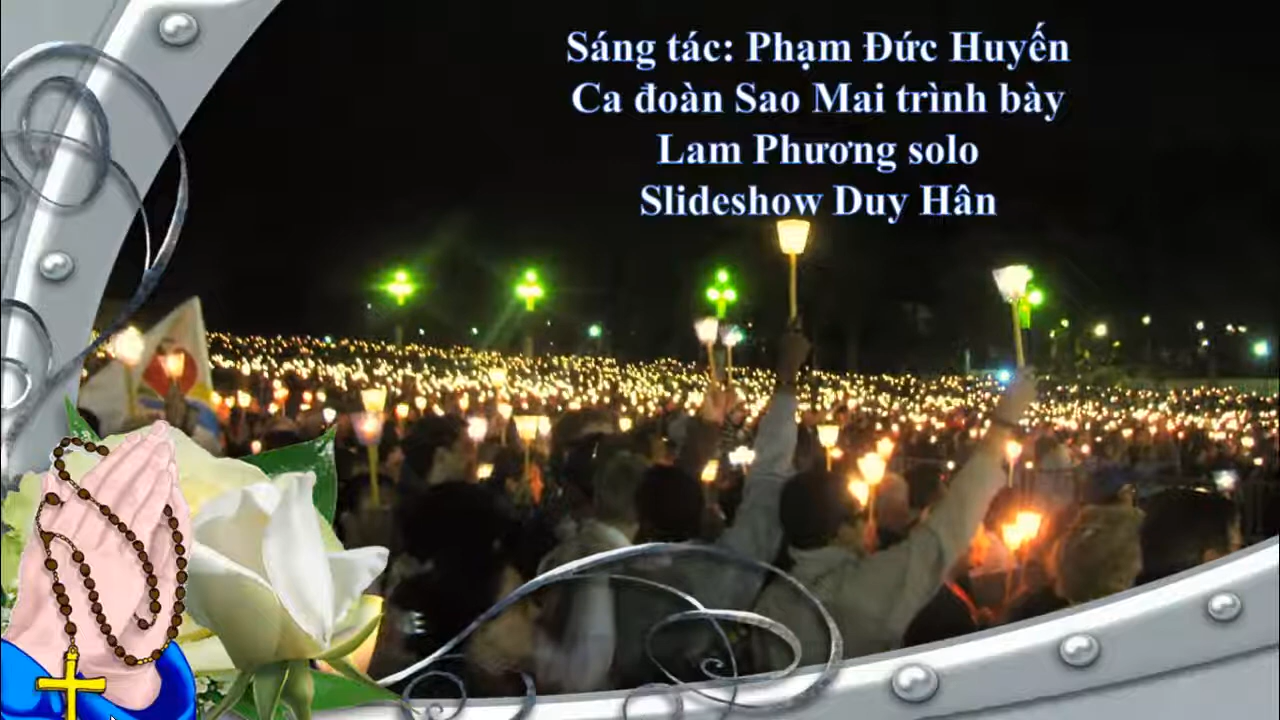 Sáng tác: Phạm Đức Huyến
Ca đoàn Sao Mai trình bày
Lam Phương solo
Slideshow Duy Hân